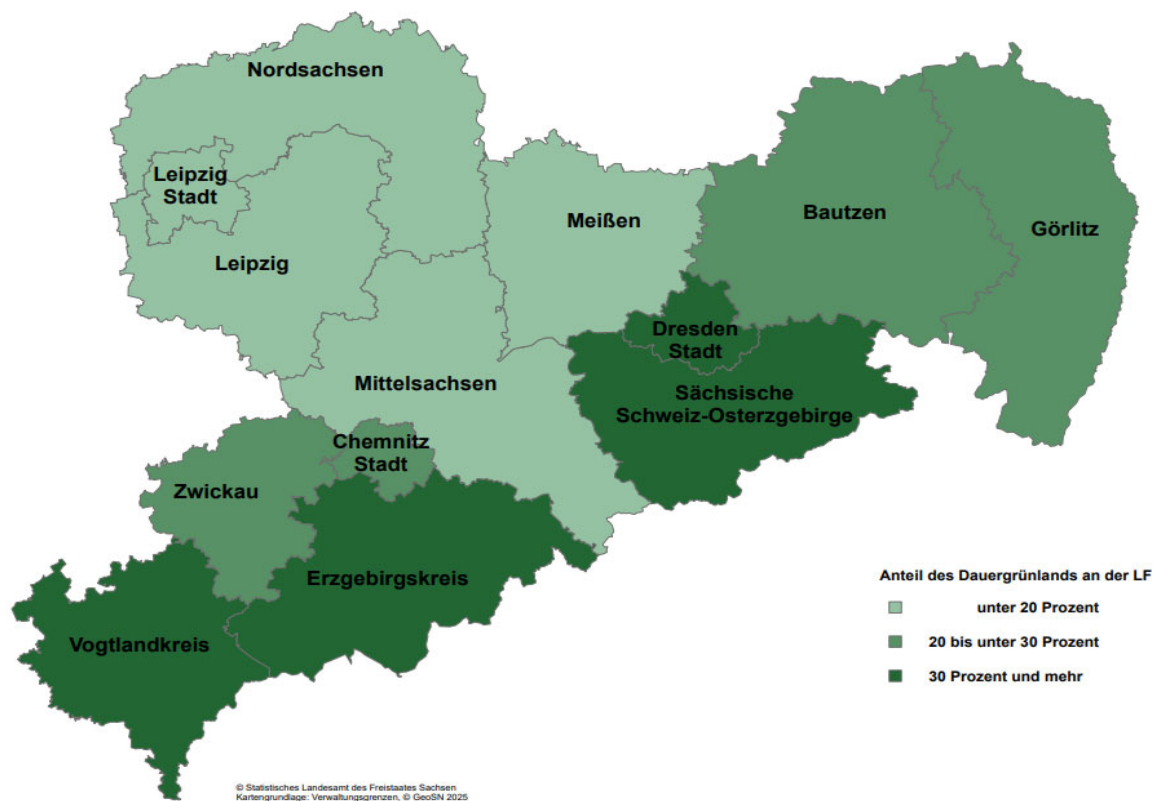 Nordsachsen
Leipzig
Stadt
Leipzig
Meißen
Bautzen
Görlitz
Dresden
Stadt
Mittelsachsen
Sächsische
Schweiz-Osterzgebirge
Chemnitz
Stadt
Zwickau
Erzgebirgskreis
Vogtlandkreis
Anteil des Dauergrünlands an der LF
unter 20 Prozent
20 bis unter 30 Prozent
30 Prozent und mehr
© Statistisches Landesamt des Freistaates Sachsen
Kartengrundlage: Verwaltungsgrenzen, © GeoSN 2025